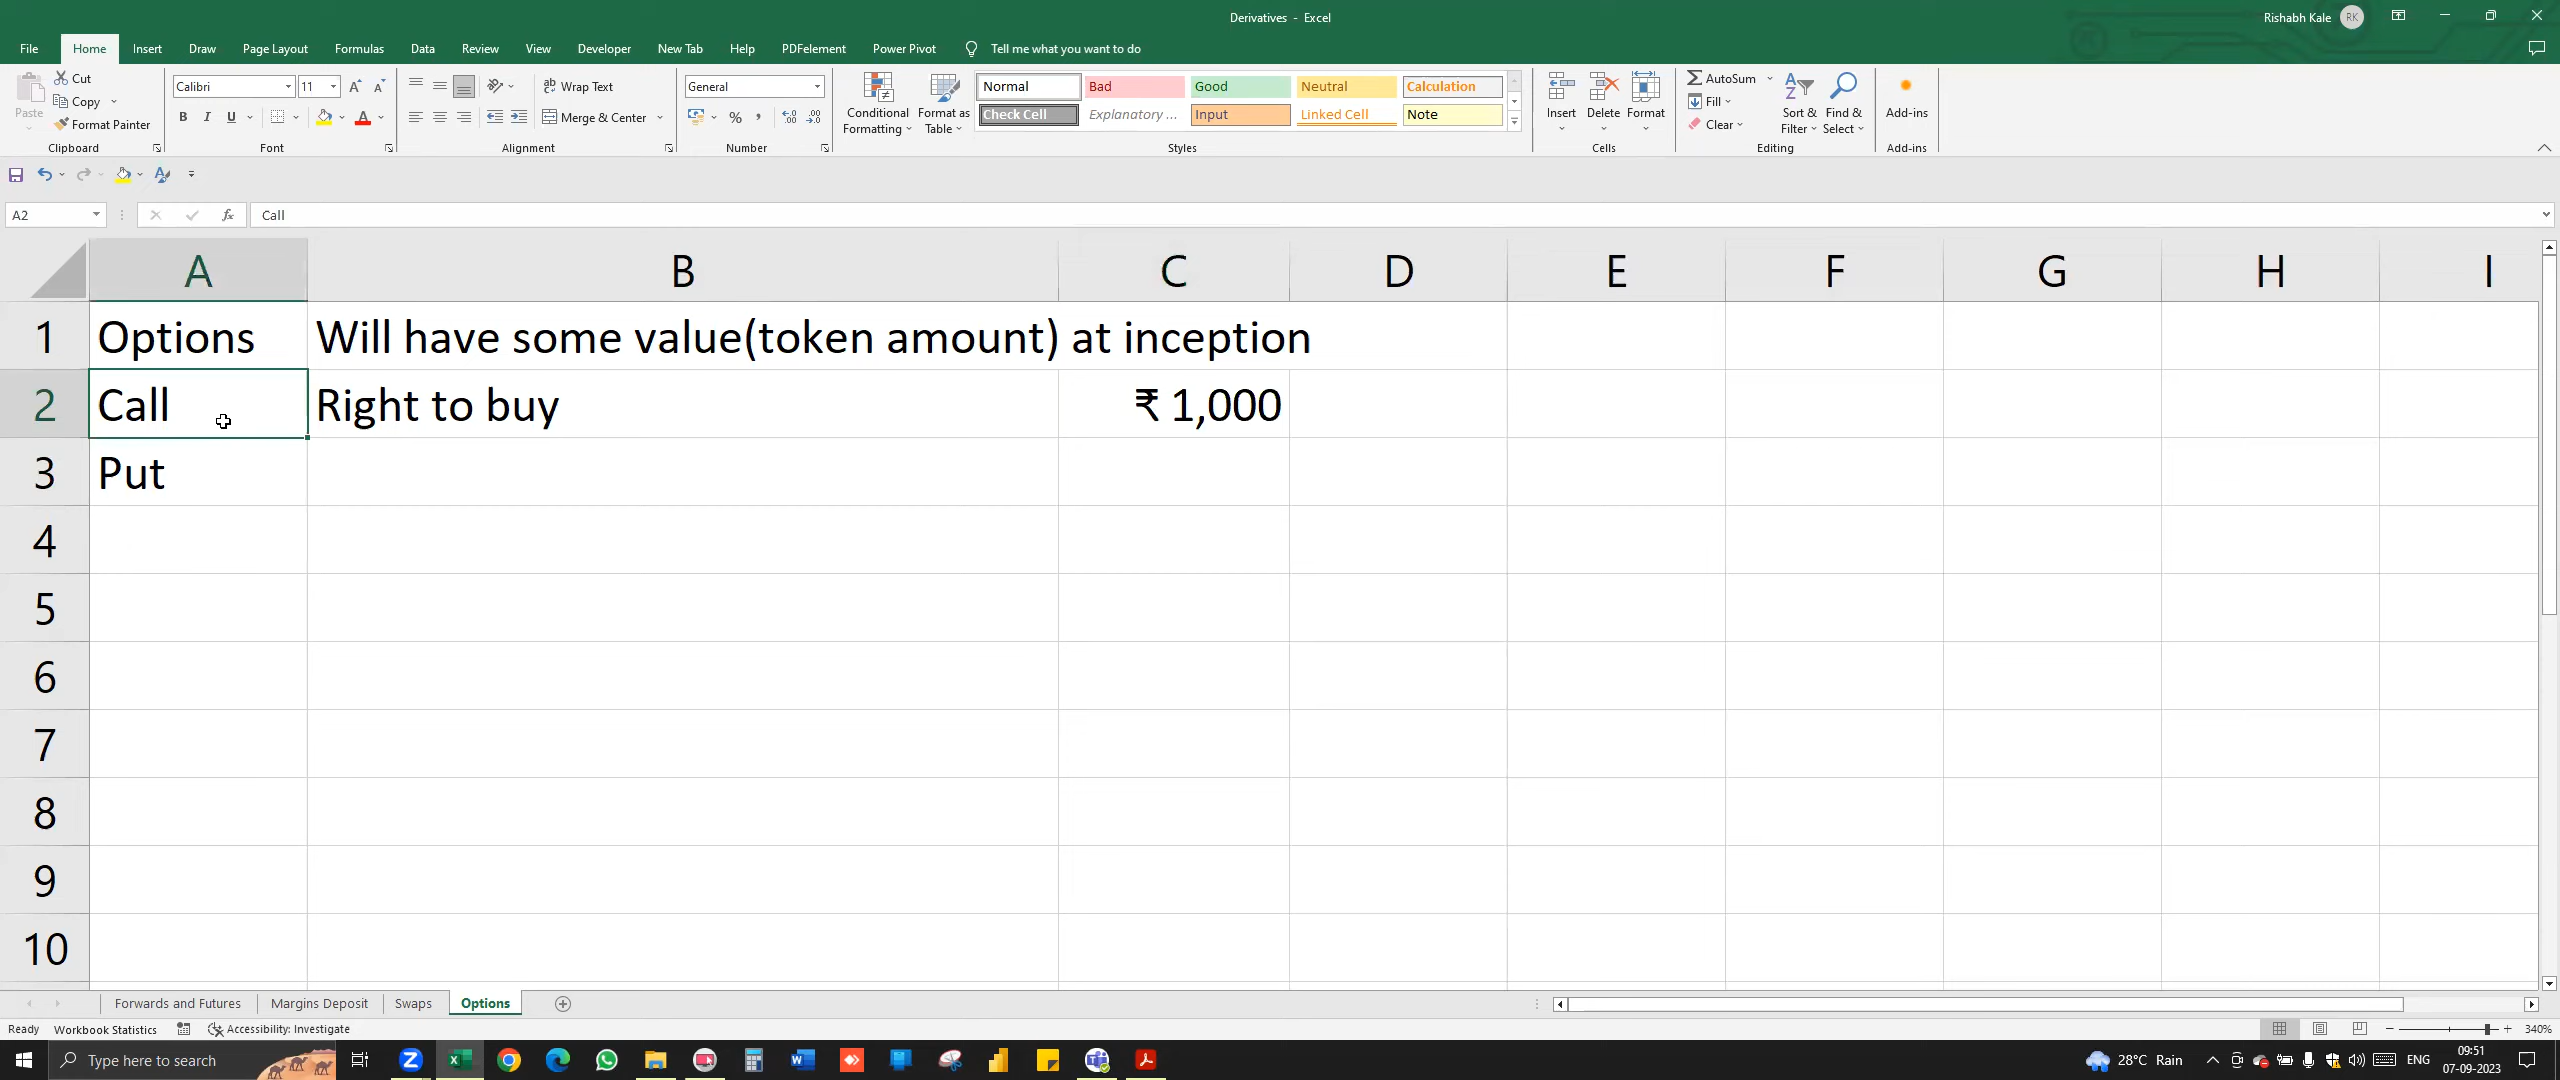 Derivatives - Excel
Rishabh Kale RK
File Home Insert Draw Page Layout Formulas Data Review View Developer New Tab Help PDFelement Power Pivot Tell me what you want to do
Paste
Cut
Copy
Format Painter
Clipboard
Calibri 11
B I U
Font
Wrap Text
Merge & Center
Alignment
General
Number
Conditional Formatting
Format as Table
Normal Bad Good Neutral Calculation
Check Cell Explanatory ... Input Linked Cell Note
Styles
Insert Delete Format
Cells
AutoSum
Fill
Clear
Sort & Filter
Find & Select
Editing
Add-ins
Add-ins
A2 fx Call
A B C D E F G H I
1 Options Will have some value(token amount) at inception
2 Call Right to buy ₹ 1,000
3 Put
4
5
6
7
8
9
10
Forwards and Futures Margins Deposit Swaps Options
Ready Workbook Statistics Accessibility: Investigate 340%
Type here to search
28°C Rain
ENG
09:51
07-09-2023